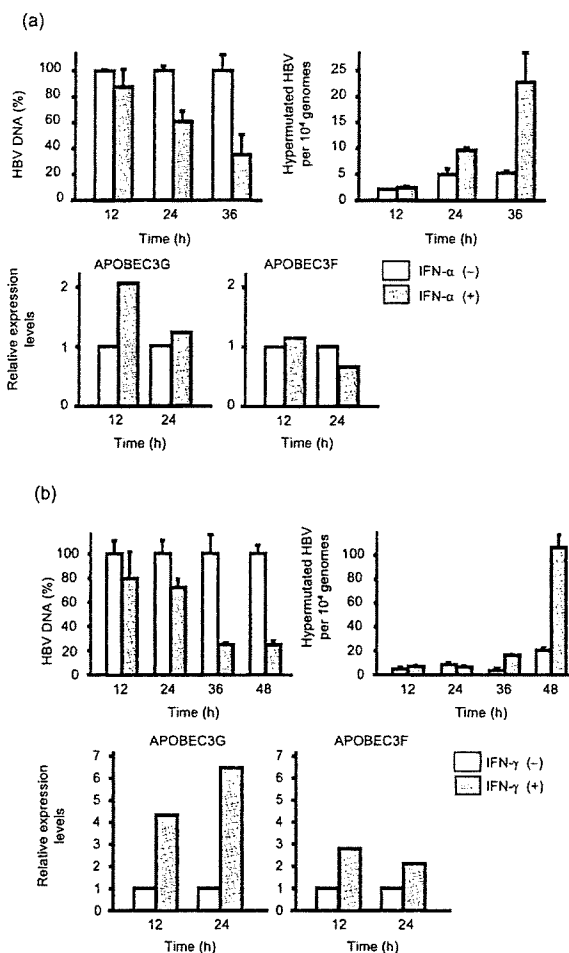 (a)
HBV DNA (%)
100
80
60
40
20
0
12 24 36
Time (h)
Hypermutated HBV
per 10⁴ genomes
25
20
15
10
5
0
12 24 36
Time (h)
APOBEC3G
Relative expression
levels
2
1
0
12 24
Time (h)
APOBEC3F
2
1
0
12 24
Time (h)
IFN-α (−)
IFN-α (+)
(b)
HBV DNA (%)
100
80
60
40
20
0
12 24 36 48
Time (h)
Hypermutated HBV
per 10⁴ genomes
100
80
60
40
20
0
12 24 36 48
Time (h)
APOBEC3G
Relative expression
levels
7
6
5
4
3
2
1
0
12 24
Time (h)
APOBEC3F
7
6
5
4
3
2
1
0
12 24
Time (h)
IFN-γ (−)
IFN-γ (+)